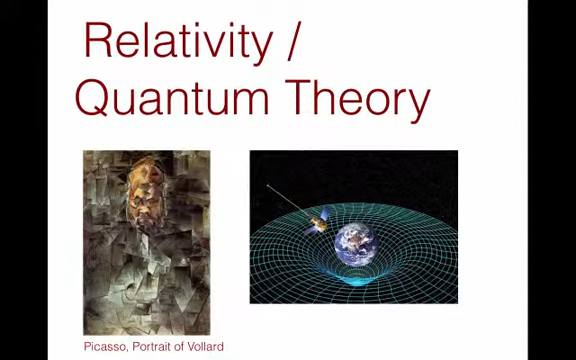 Relativity /
Quantum Theory
Picasso, Portrait of Vollard